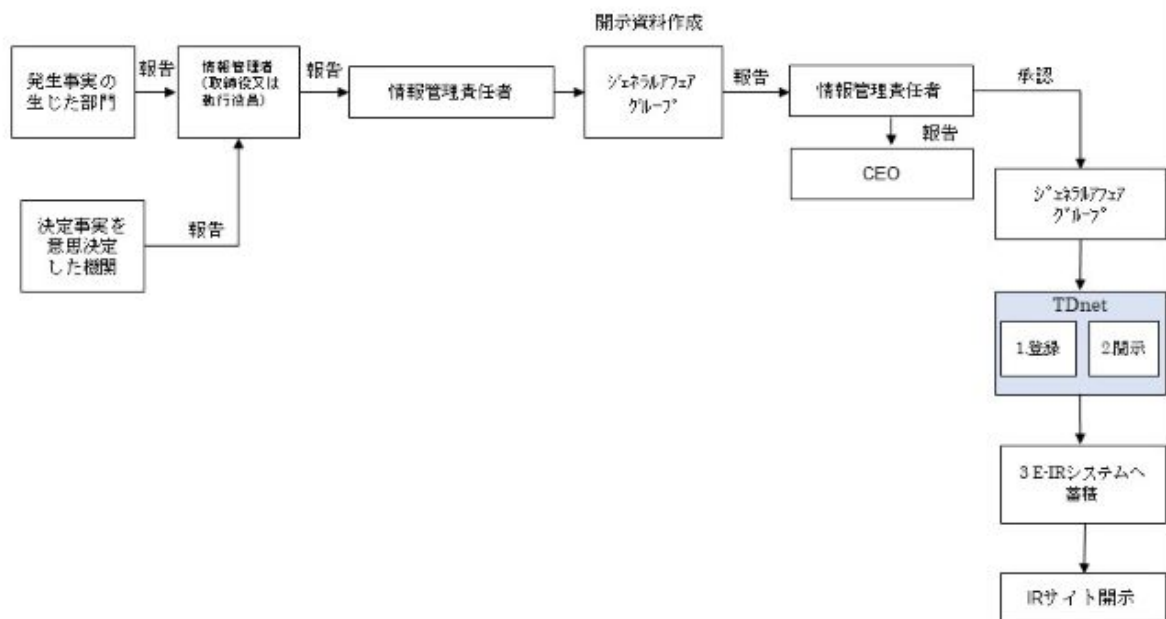 開示資料作成
発生事実の
生じた部門
報告
情報管理者
(取締役又は
執行役員)
報告
情報管理責任者
ｼﾞｪﾈﾗﾙｱﾌｪｱ
ｸﾞﾙｰﾌﾟ
報告
情報管理責任者
承認
報告
CEO
決定事実を
意思決定
した機関
報告
ｼﾞｪﾈﾗﾙｱﾌｪｱ
ｸﾞﾙｰﾌﾟ
TDnet
1.登録
2.開示
3 E-IRシステムへ
蓄積
IRサイト開示